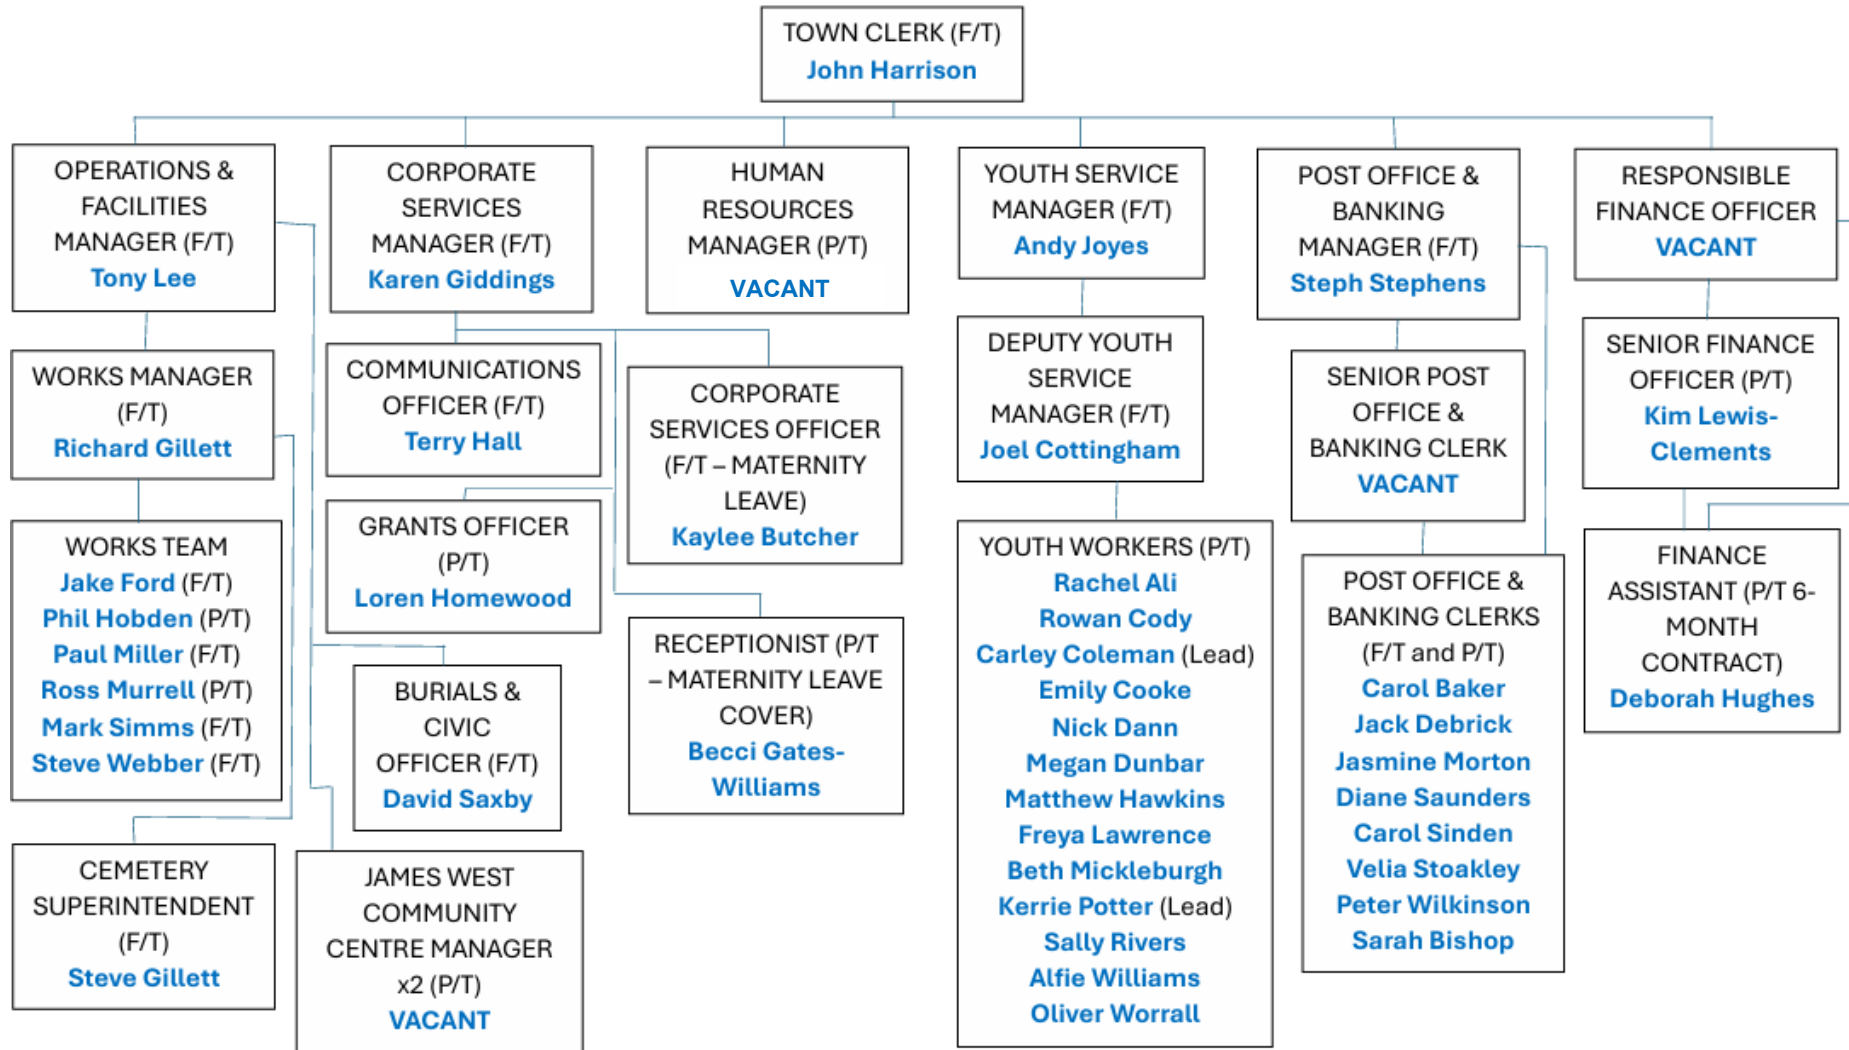 TOWN CLERK (F/T)
John Harrison
OPERATIONS &
FACILITIES
MANAGER (F/T)
Tony Lee
CORPORATE
SERVICES
MANAGER (F/T)
Karen Giddings
HUMAN
RESOURCES
MANAGER (P/T)
VACANT
YOUTH SERVICE
MANAGER (F/T)
Andy Joyes
POST OFFICE &
BANKING
MANAGER (F/T)
Steph Stephens
RESPONSIBLE
FINANCE OFFICER
VACANT
WORKS MANAGER
(F/T)
Richard Gillett
COMMUNICATIONS
OFFICER (F/T)
Terry Hall
CORPORATE
SERVICES OFFICER
(F/T – MATERNITY
LEAVE)
Kaylee Butcher
DEPUTY YOUTH
SERVICE
MANAGER (F/T)
Joel Cottingham
SENIOR POST
OFFICE &
BANKING CLERK
VACANT
SENIOR FINANCE
OFFICER (P/T)
Kim Lewis-
Clements
WORKS TEAM
Jake Ford (F/T)
Phil Hobden (P/T)
Paul Miller (F/T)
Ross Murrell (P/T)
Mark Simms (F/T)
Steve Webber (F/T)
GRANTS OFFICER
(P/T)
Loren Homewood
RECEPTIONIST (P/T
– MATERNITY LEAVE
COVER)
Becci Gates-
Williams
YOUTH WORKERS (P/T)
Rachel Ali
Rowan Cody
Carley Coleman (Lead)
Emily Cooke
Nick Dann
Megan Dunbar
Matthew Hawkins
Freya Lawrence
Beth Mickleburgh
Kerrie Potter (Lead)
Sally Rivers
Alfie Williams
Oliver Worrall
POST OFFICE &
BANKING CLERKS
(F/T and P/T)
Carol Baker
Jack Debrick
Jasmine Morton
Diane Saunders
Carol Sinden
Velia Stoakley
Peter Wilkinson
Sarah Bishop
FINANCE
ASSISTANT (P/T 6-
MONTH
CONTRACT)
Deborah Hughes
BURIALS &
CIVIC
OFFICER (F/T)
David Saxby
CEMETERY
SUPERINTENDENT
(F/T)
Steve Gillett
JAMES WEST
COMMUNITY
CENTRE MANAGER
x2 (P/T)
VACANT